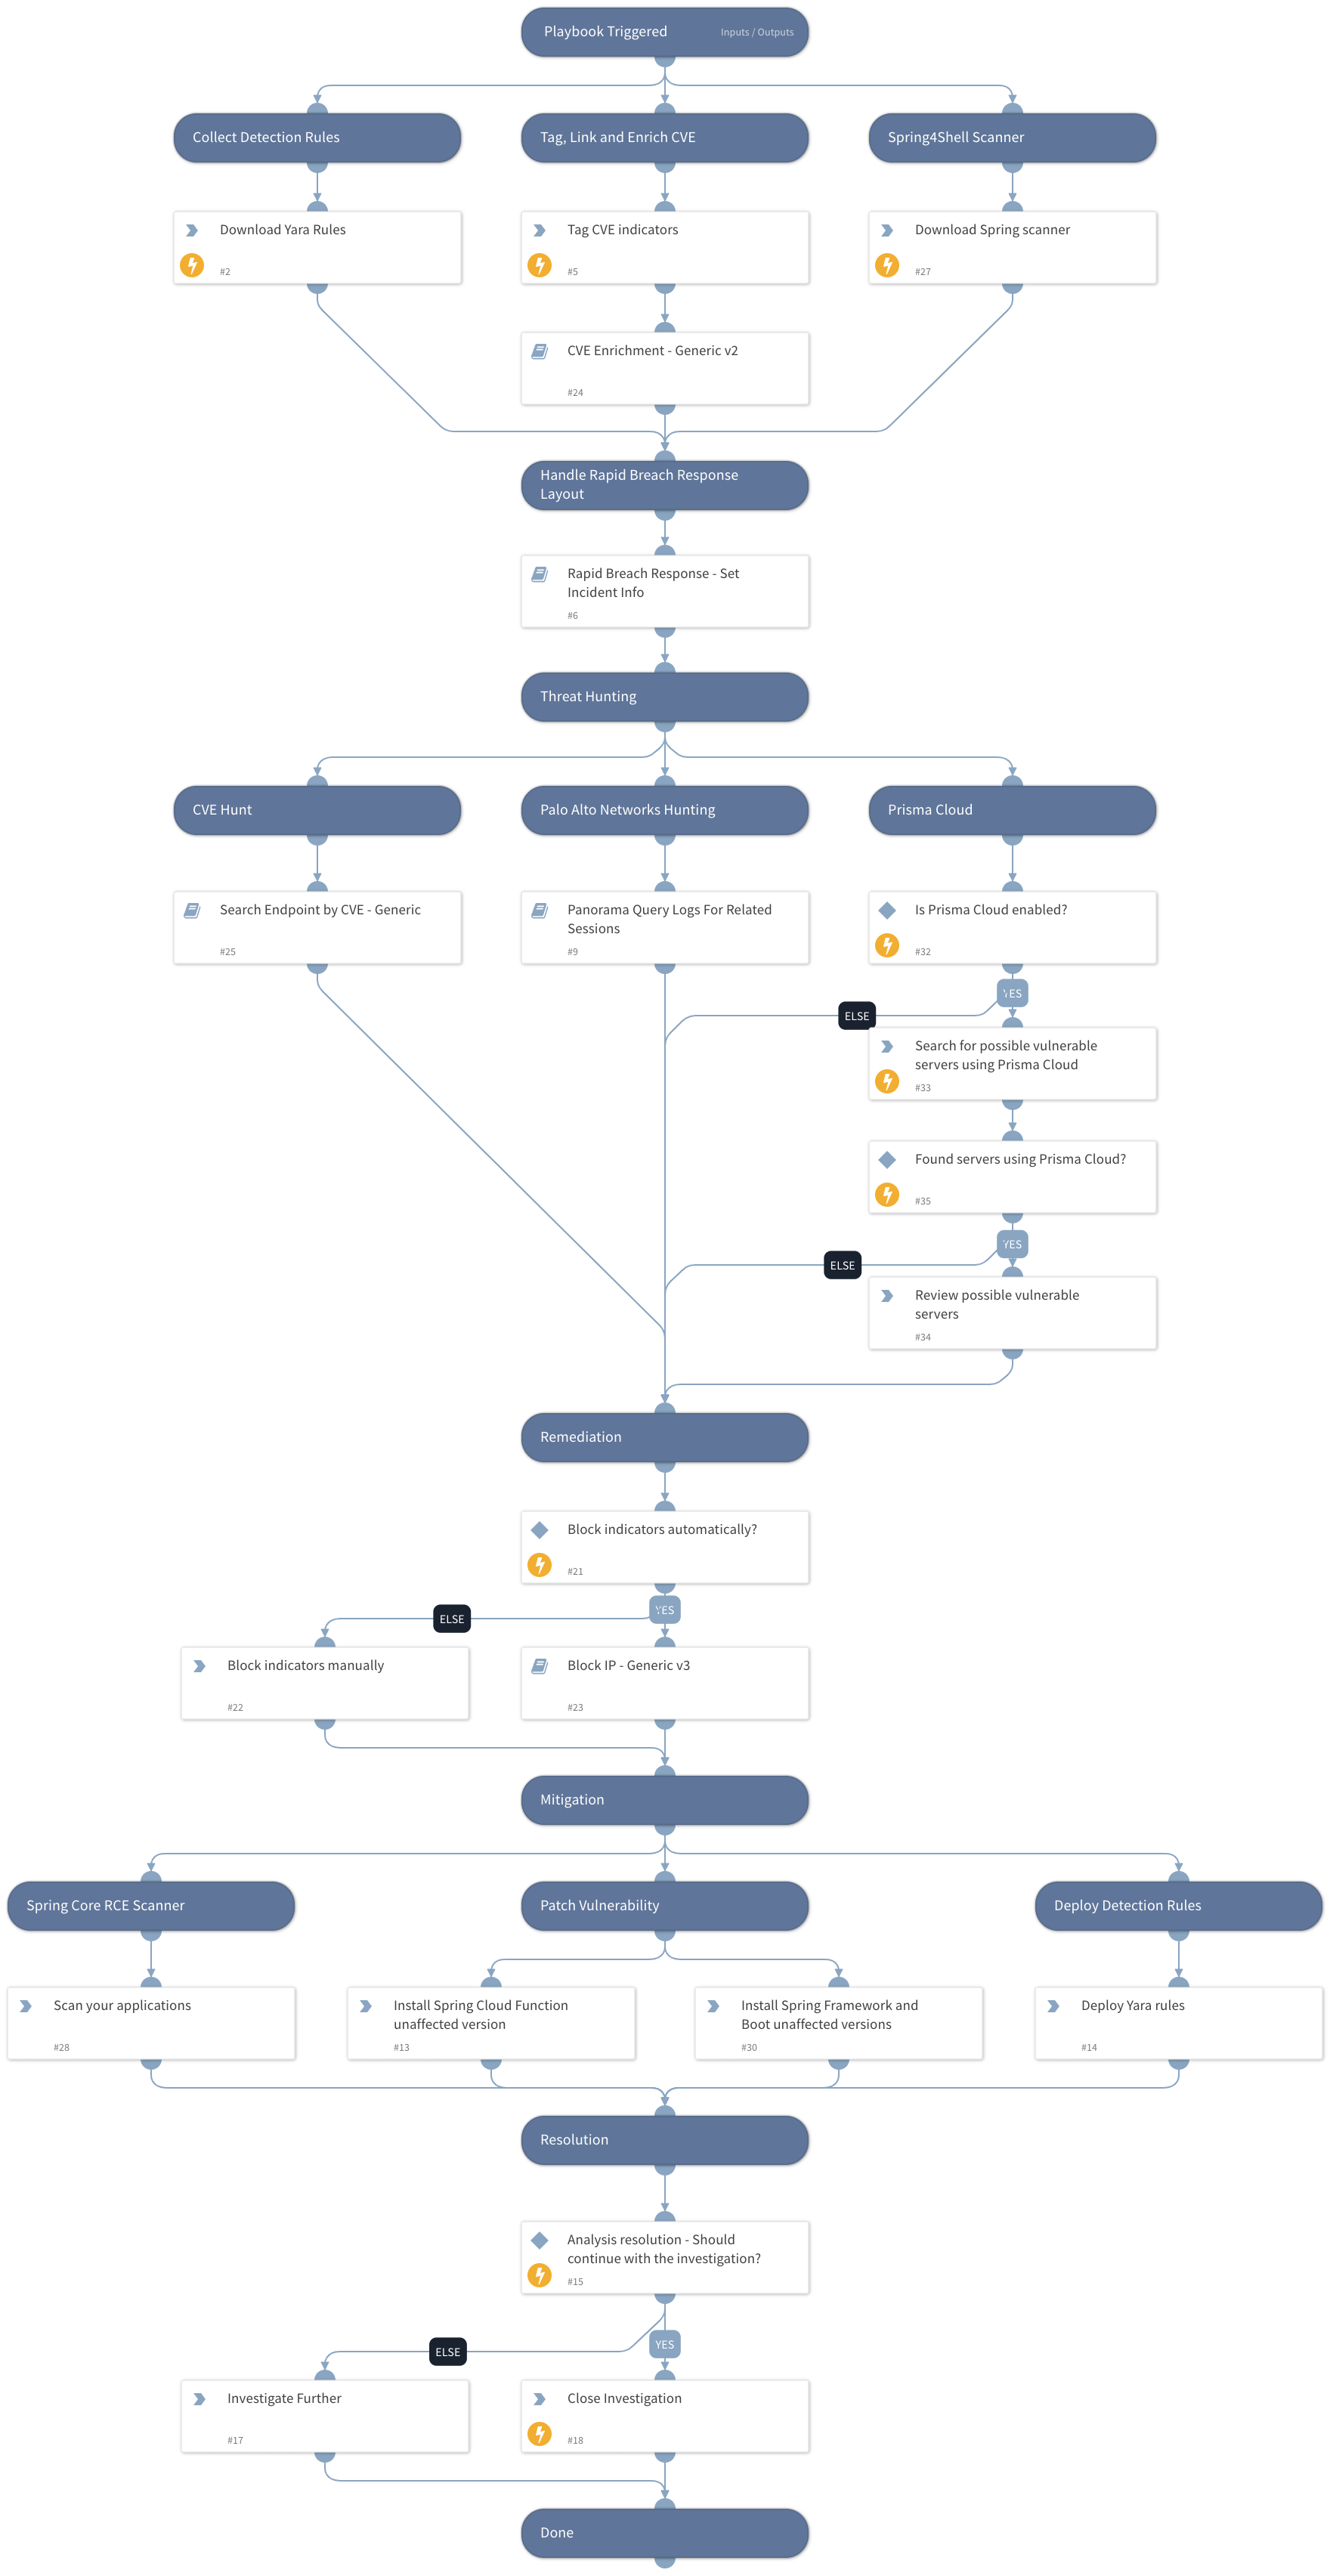 Playbook Triggered
Inputs / Outputs
Collect Detection Rules
Tag, Link and Enrich CVE
Spring4Shell Scanner
Download Yara Rules
#2
Tag CVE indicators
#5
Download Spring scanner
#27
CVE Enrichment - Generic v2
#24
Handle Rapid Breach Response
Layout
Rapid Breach Response - Set
Incident Info
#6
Threat Hunting
CVE Hunt
Palo Alto Networks Hunting
Prisma Cloud
Search Endpoint by CVE - Generic
#25
Panorama Query Logs For Related
Sessions
#9
Is Prisma Cloud enabled?
#32
YES
ELSE
Search for possible vulnerable
servers using Prisma Cloud
#33
Found servers using Prisma Cloud?
#35
YES
ELSE
Review possible vulnerable
servers
#34
Remediation
Block indicators automatically?
#21
YES
ELSE
Block indicators manually
#22
Block IP - Generic v3
#23
Mitigation
Spring Core RCE Scanner
Patch Vulnerability
Deploy Detection Rules
Scan your applications
#28
Install Spring Cloud Function
unaffected version
#13
Install Spring Framework and
Boot unaffected versions
#30
Deploy Yara rules
#14
Resolution
Analysis resolution - Should
continue with the investigation?
#15
YES
ELSE
Investigate Further
#17
Close Investigation
#18
Done